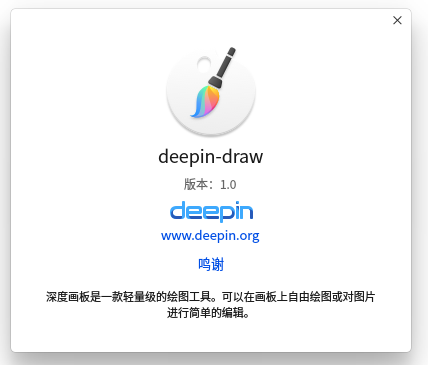 deepin-draw
版本：1.0
deepin
www.deepin.org
鸣谢
深度画板是一款轻量级的绘图工具。可以在画板上自由绘图或对图片
进行简单的编辑。